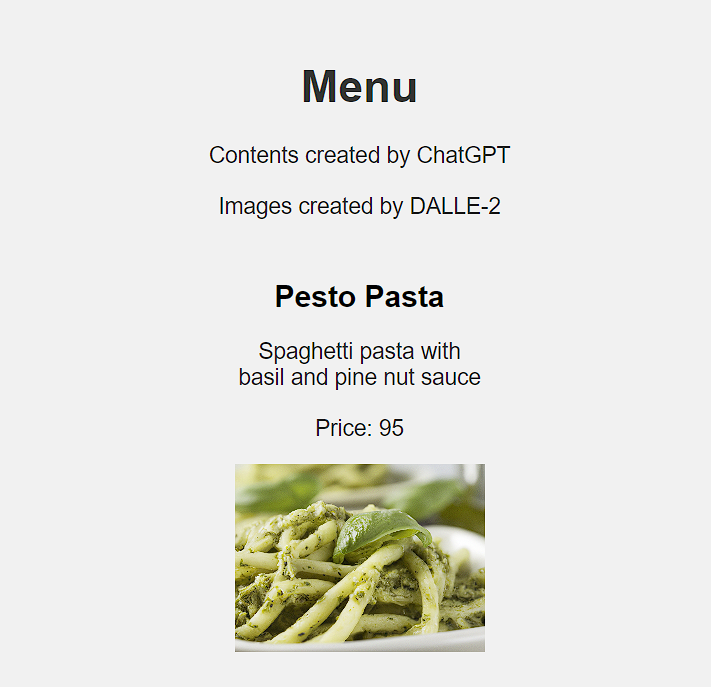 Menu
Contents created by ChatGPT
Images created by DALLE-2
Pesto Pasta
Spaghetti pasta with
basil and pine nut sauce
Price: 95